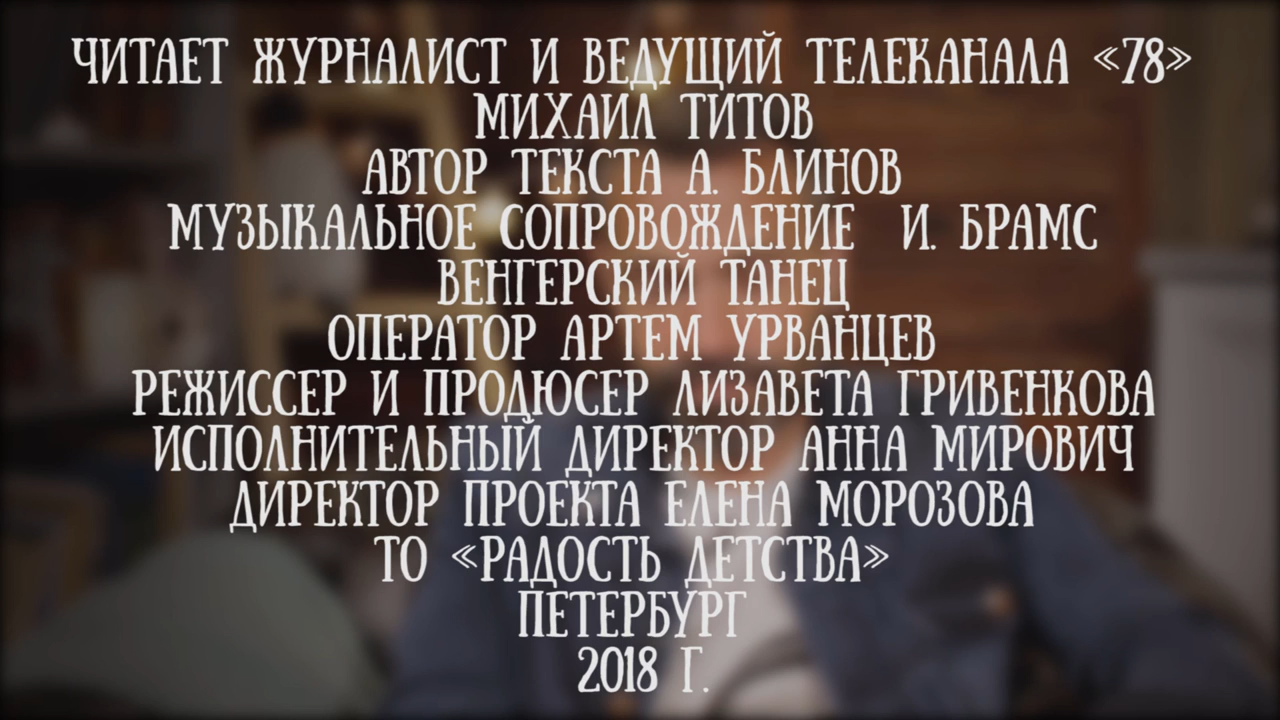 ЧИТАЕТ ЖУРНАЛИСТ И ВЕДУЩИЙ ТЕЛЕКАНАЛА «78»
МИХАИЛ ТИТОВ
АВТОР ТЕКСТА А. БЛИНОВ
МУЗЫКАЛЬНОЕ СОПРОВОЖДЕНИЕ И. БРАМС
ВЕНГЕРСКИЙ ТАНЕЦ
ОПЕРАТОР АРТЕМ УРВАНЦЕВ
РЕЖИССЕР И ПРОДЮСЕР ЛИЗАВЕТА ГРИВЕНКОВА
ИСПОЛНИТЕЛЬНЫЙ ДИРЕКТОР АННА МИРОВИЧ
ДИРЕКТОР ПРОЕКТА ЕЛЕНА МОРОЗОВА
ТО «РАДОСТЬ ДЕТСТВА»
ПЕТЕРБУРГ
2018 Г.